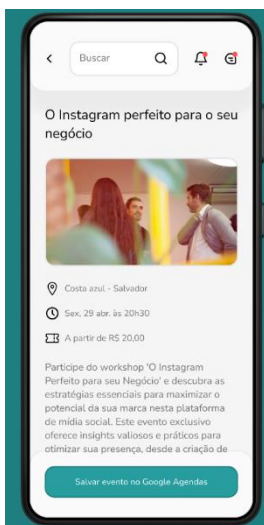 Buscar
O Instagram perfeito para o seu
negócio
Costa azul - Salvador
Sex, 29 abr. às 20h30
A partir de R$ 20,00
Participe do workshop 'O Instagram
Perfeito para seu Negócio' e descubra as
estratégias essenciais para maximizar o
potencial da sua marca nesta plataforma
de mídia social. Este evento exclusivo
oferece insights valiosos e práticos para
otimizar sua presença, desde a criação de
Salvar evento no Google Agendas